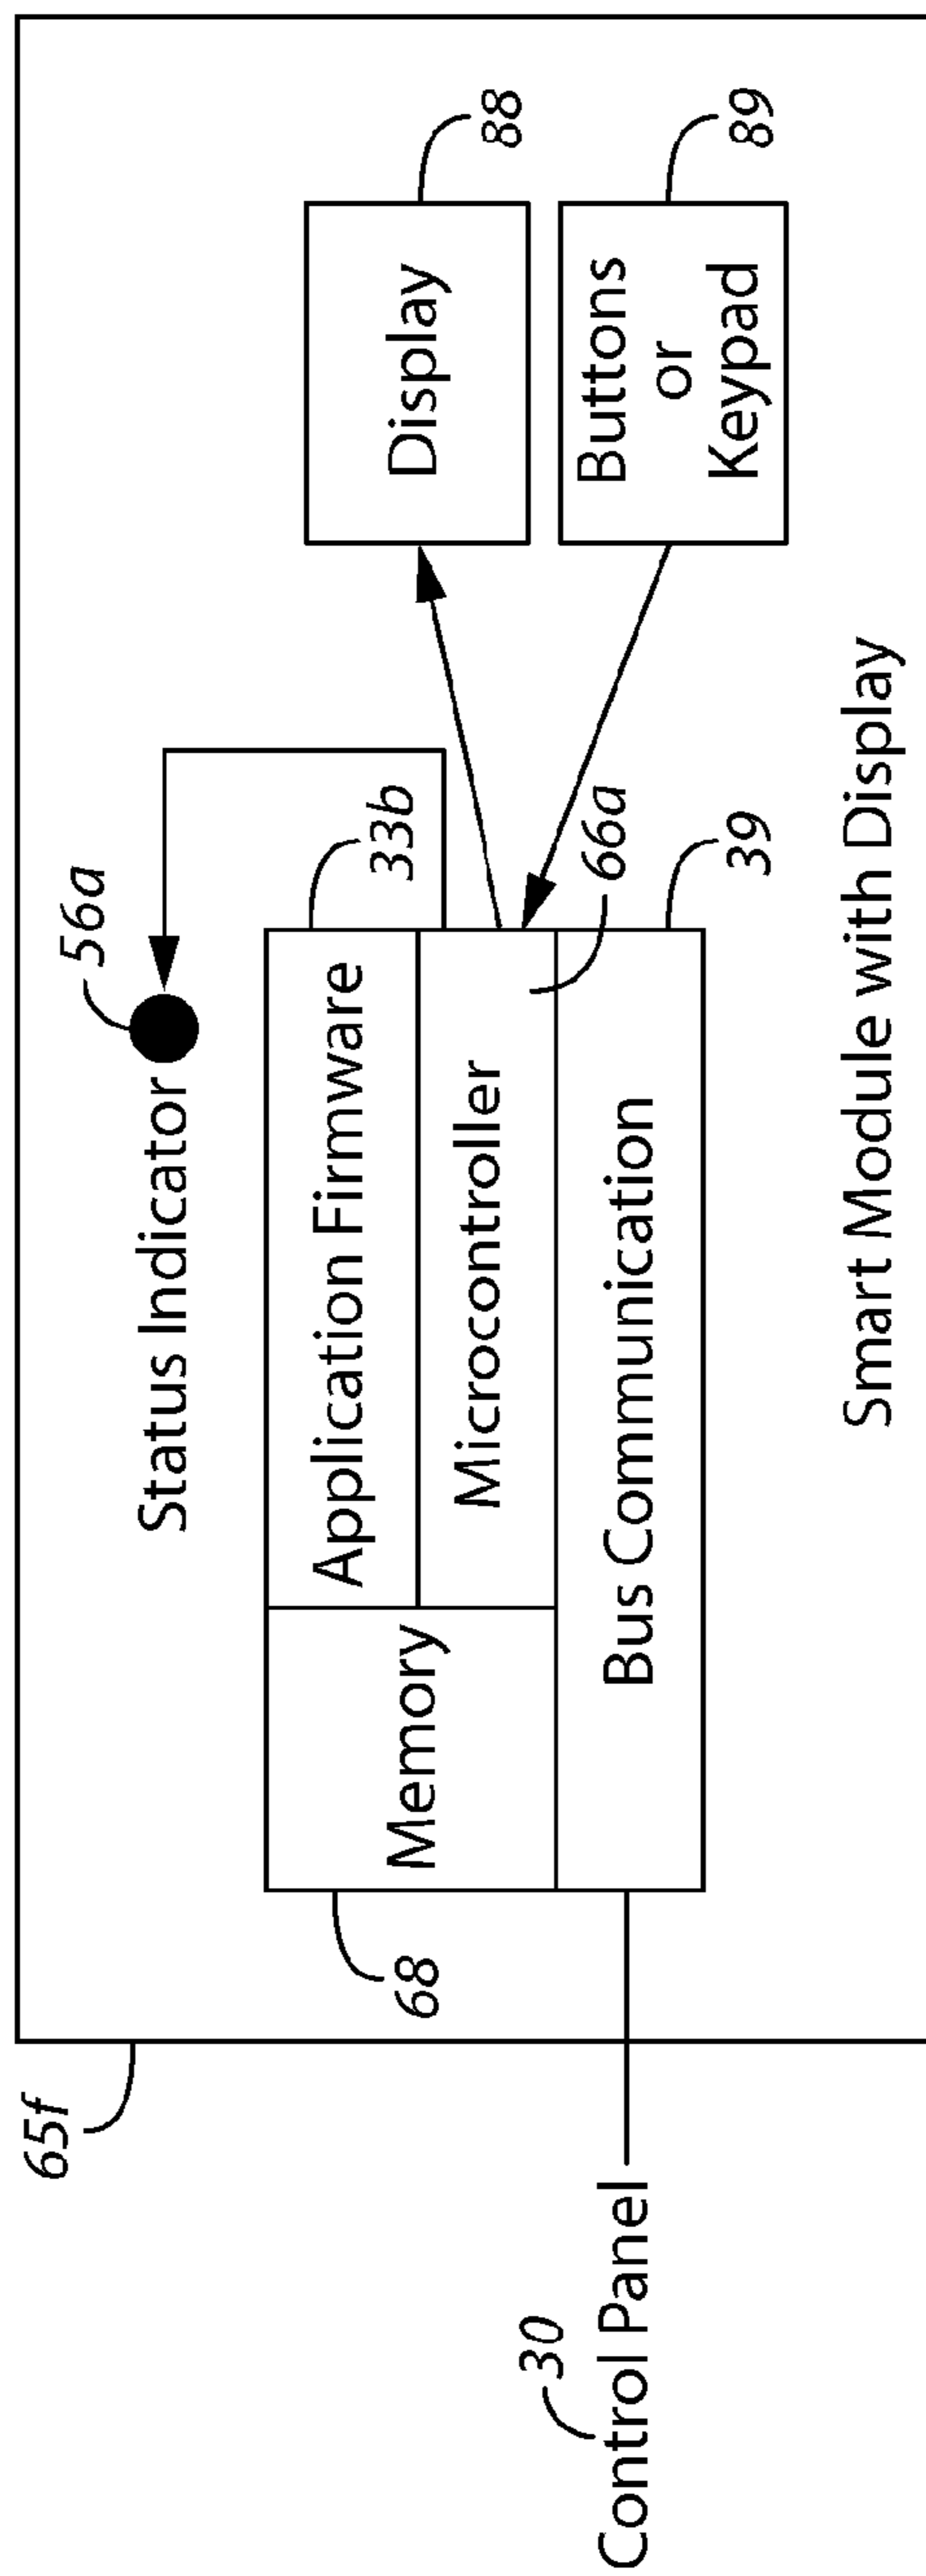 65f
56a
Status Indicator
68
Memory
Application Firmware
33b
Display
88
Microcontroller
66a
30
Control Panel
Bus Communication
39
Buttons
or
Keypad
89
Smart Module with Display